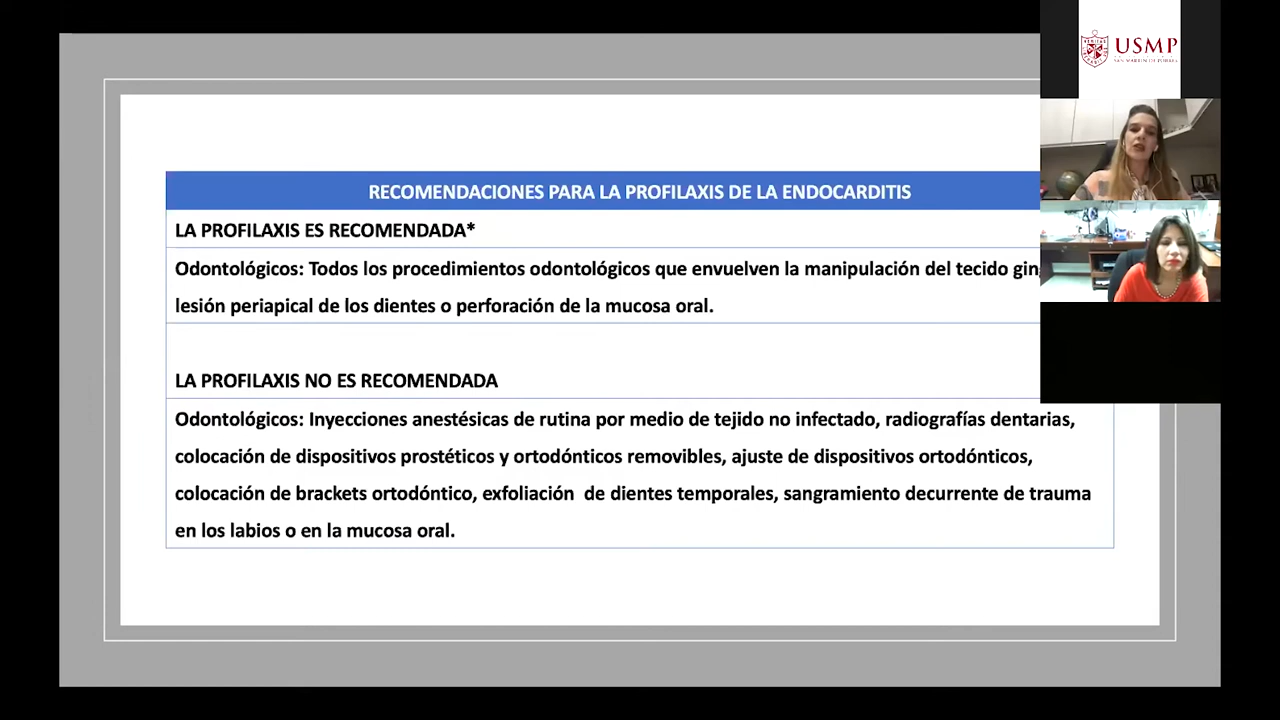 USMP
SAN MARTIN DE PORRES
RECOMENDACIONES PARA LA PROFILAXIS DE LA ENDOCARDITIS
LA PROFILAXIS ES RECOMENDADA*
Odontológicos: Todos los procedimientos odontológicos que envuelven la manipulación del tecido
lesión periapical de los dientes o perforación de la mucosa oral.
LA PROFILAXIS NO ES RECOMENDADA
Odontológicos: Inyecciones anestésicas de rutina por medio de tejido no infectado, radiografías dentarias,
colocación de dispositivos prostéticos y ortodónticos removibles, ajuste de dispositivos ortodónticos,
colocación de brackets ortodóntico, exfoliación de dientes temporales, sangramiento decurrente de trauma
en los labios o en la mucosa oral.